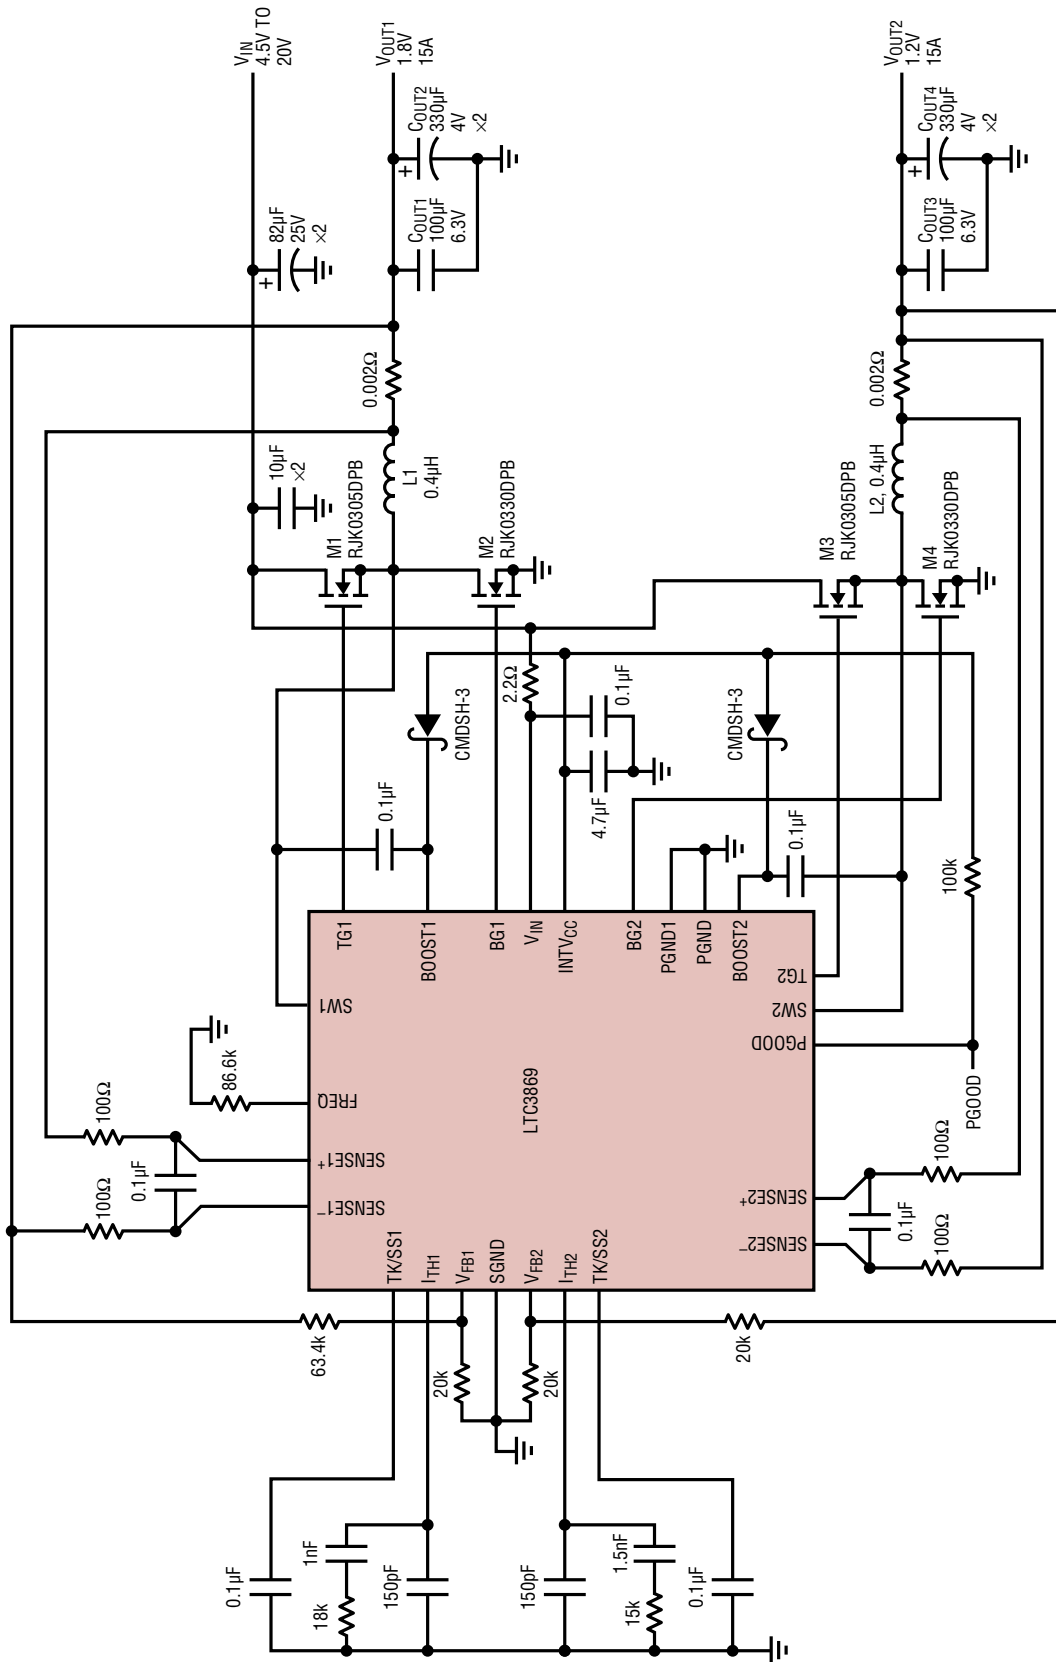 VIN
4.5V TO
20V
VOUT1
1.8V
15A
VOUT2
1.2V
15A
82µF
25V
×2
COUT1
100µF
6.3V
COUT2
330µF
4V
×2
COUT3
100µF
6.3V
COUT4
330µF
4V
×2
0.002Ω
0.002Ω
10µF
×2
L1
0.4µH
L2, 0.4µH
M1
RJK0305DPB
M2
RJK0330DPB
M3
RJK0305DPB
M4
RJK0330DPB
2.2Ω
CMDSH-3
0.1µF
CMDSH-3
0.1µF
4.7µF
0.1µF
100k
TG1
BOOST1
BG1
VIN
INTVCC
BG2
PGND1
PGND
BOOST2
TG2
SW1
SW2
PGOOD
FREQ
LTC3869
SENSE1+
SENSE1–
SENSE2+
SENSE2–
PGOOD
86.6k
100Ω
0.1µF
100Ω
100Ω
0.1µF
100Ω
TK/SS1
ITH1
VFB1
SGND
VFB2
ITH2
TK/SS2
63.4k
20k
20k
20k
0.1µF
1nF
18k
150pF
150pF
1.5nF
15k
0.1µF